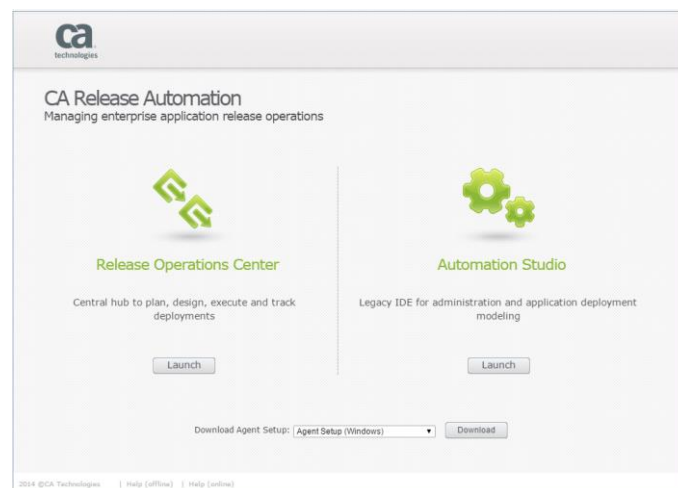 ca
technologies
CA Release Automation
Managing enterprise application release operations
Release Operations Center
Central hub to plan, design, execute and track
deployments
Launch
Automation Studio
Legacy IDE for administration and application deployment
modeling
Launch
Download Agent Setup: Agent Setup (Windows) Download
2014 ©CA Technologies | Help (offline) | Help (online)